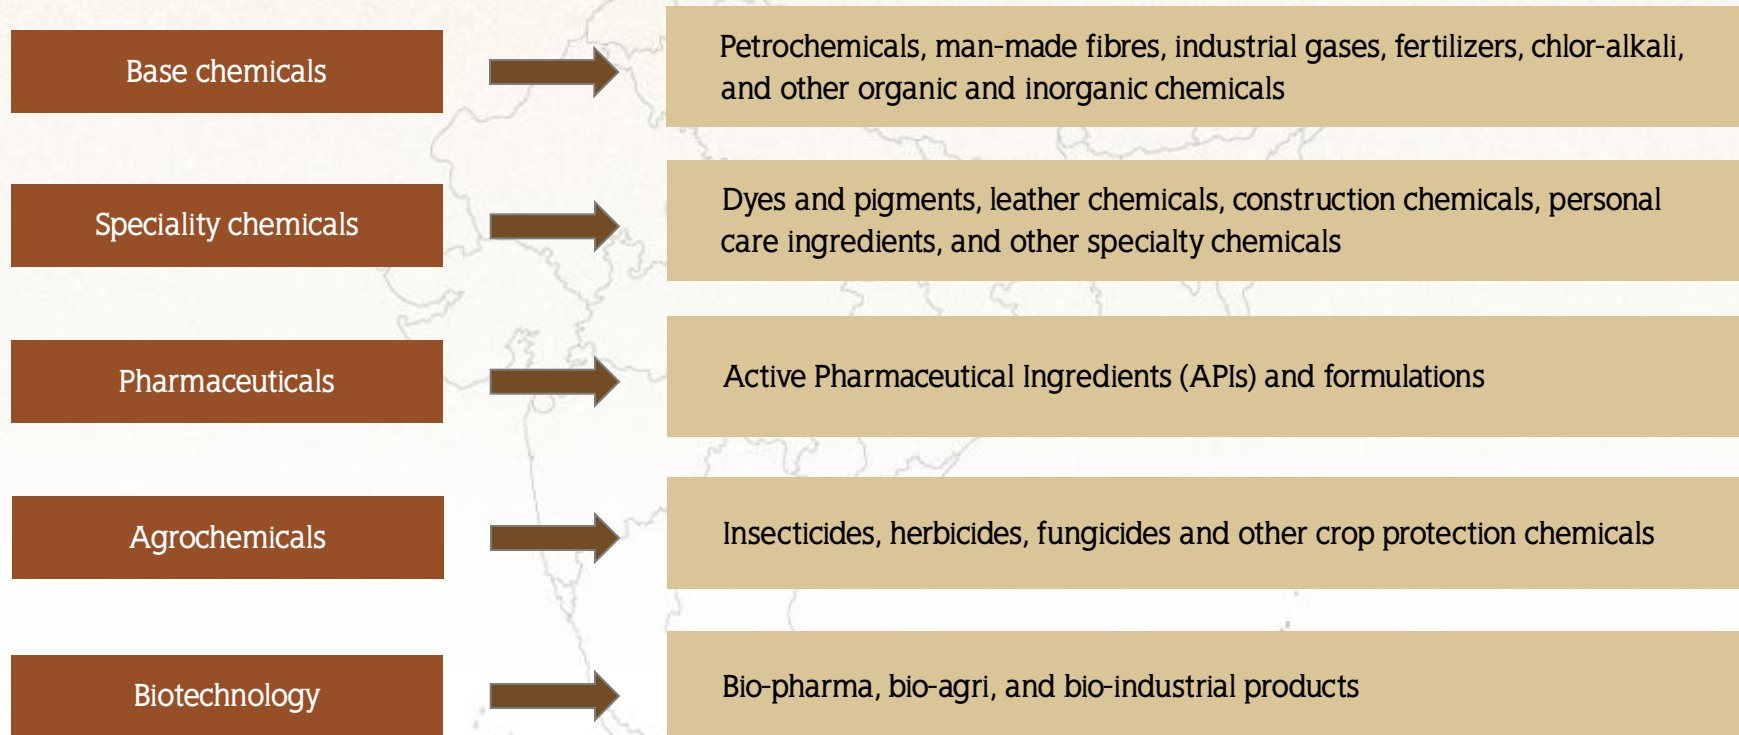 Base chemicals
Petrochemicals, man-made fibres, industrial gases, fertilizers, chlor-alkali,
and other organic and inorganic chemicals
Speciality chemicals
Dyes and pigments, leather chemicals, construction chemicals, personal
care ingredients, and other specialty chemicals
Pharmaceuticals
Active Pharmaceutical Ingredients (APIs) and formulations
Agrochemicals
Insecticides, herbicides, fungicides and other crop protection chemicals
Biotechnology
Bio-pharma, bio-agri, and bio-industrial products